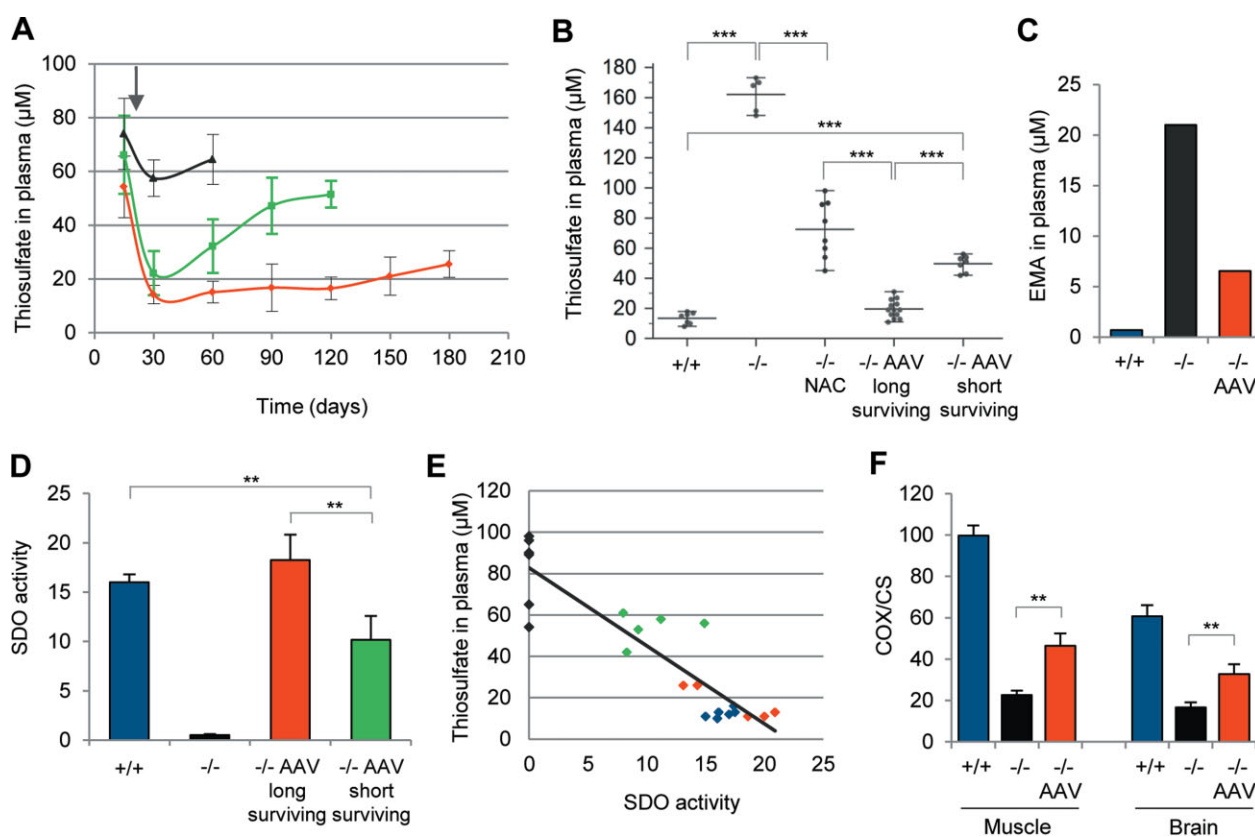 A
Thiosulfate in plasma (µM)
100
80
60
40
20
0
0 30 60 90 120 150 180 210
Time (days)
B
Thiosulfate in plasma (µM)
*** ***
***
*** ***
180
160
140
120
100
80
60
40
20
0
+/+ -/- -/- -/- AAV -/- AAV
NAC long short
surviving surviving
C
EMA in plasma (µM)
25
20
15
10
5
0
+/+ -/- -/-
AAV
D
SDO activity
**
**
25
20
15
10
5
0
+/+ -/- -/- AAV -/- AAV
long short
surviving surviving
E
Thiosulfate in plasma (µM)
120
100
80
60
40
20
0
0 5 10 15 20 25
SDO activity
F
COX/CS
120
100
80
60
40
20
0
** **
+/+ -/- -/- +/+ -/- -/-
AAV AAV
Muscle Brain